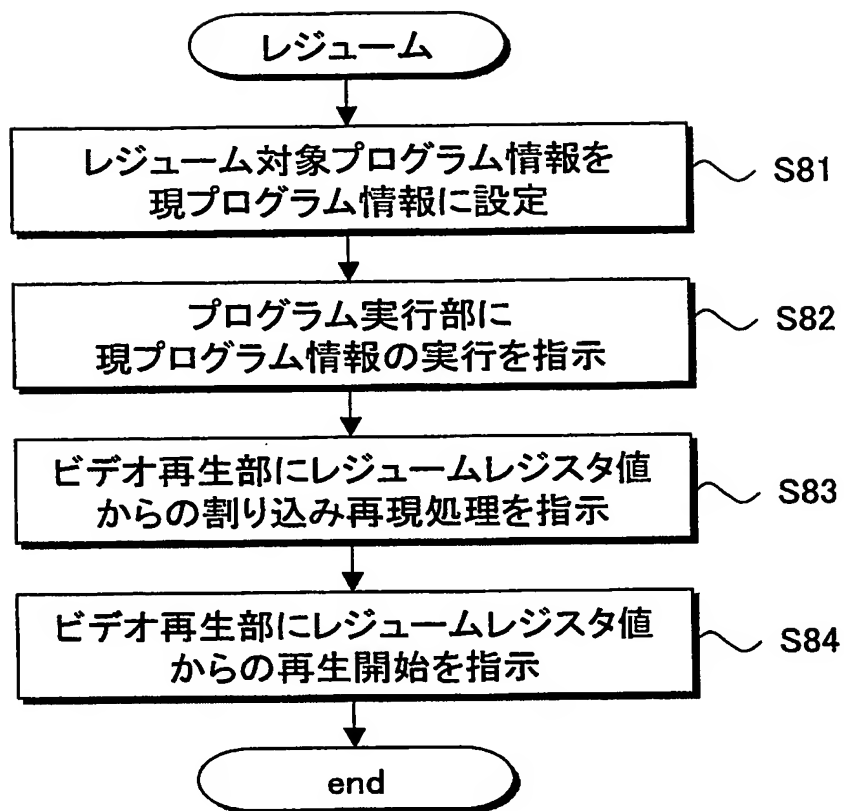 レジューム
レジューム対象プログラム情報を
現プログラム情報に設定
S81
プログラム実行部に
現プログラム情報の実行を指示
S82
ビデオ再生部にレジュームレジスタ値
からの割り込み再現処理を指示
S83
ビデオ再生部にレジュームレジスタ値
からの再生開始を指示
S84
end